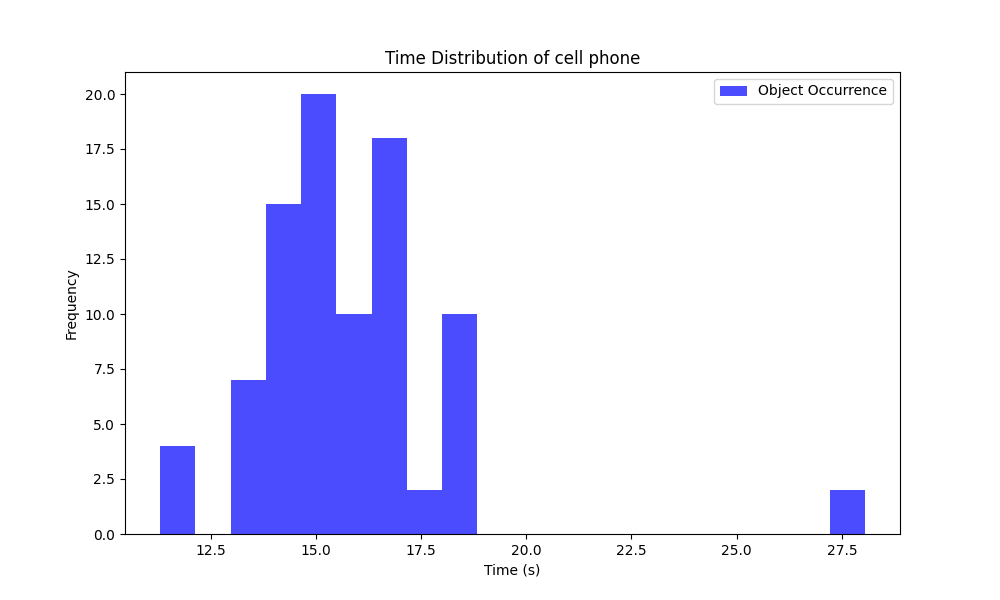 Time Distribution of cell phone
Object Occurrence
20.0
17.5
15.0
12.5
10.0
7.5
5.0
2.5
0.0
Frequency
12.5 15.0 17.5 20.0 22.5 25.0 27.5
Time (s)